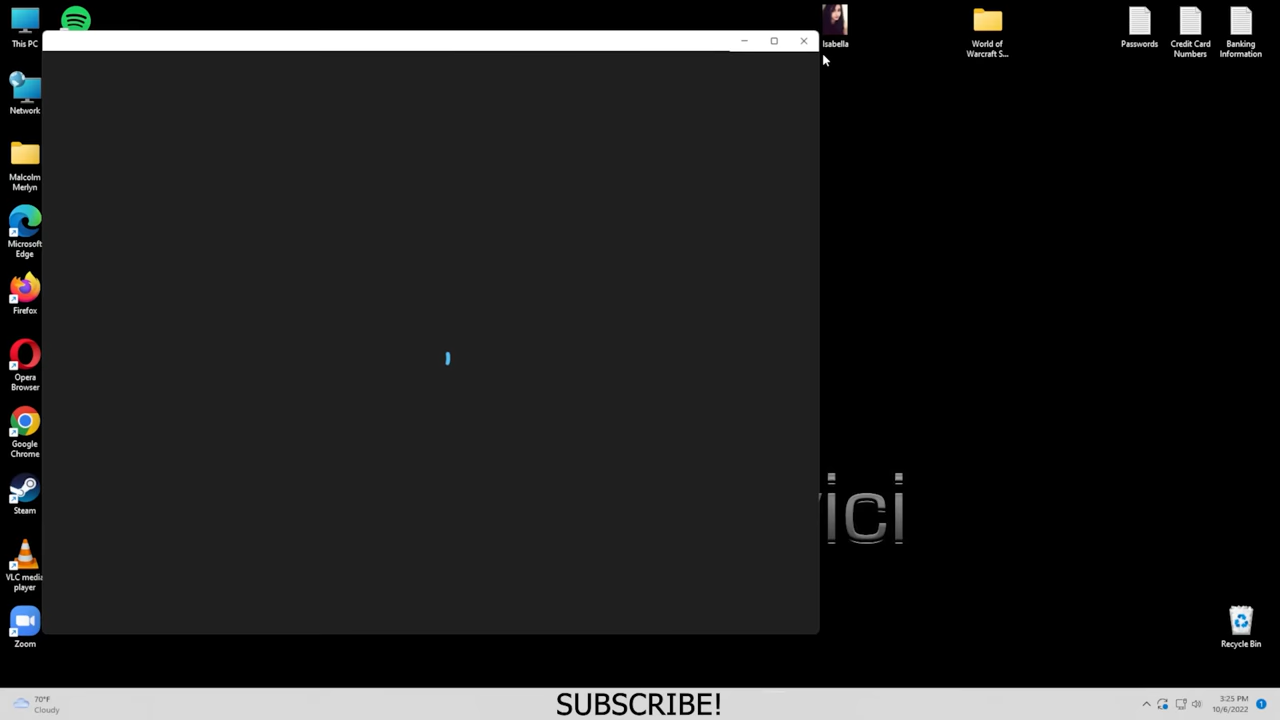 This PC
Isabella
World of
Warcraft S...
Passwords
Credit Card
Numbers
Banking
Information
Network
Malcolm
Merlyn
Microsoft
Edge
Firefox
Opera
Browser
Google
Chrome
Steam
VLC media
player
Zoom
vici
Recycle Bin
70°F
Cloudy
SUBSCRIBE!
3:25 PM
10/6/2022
1